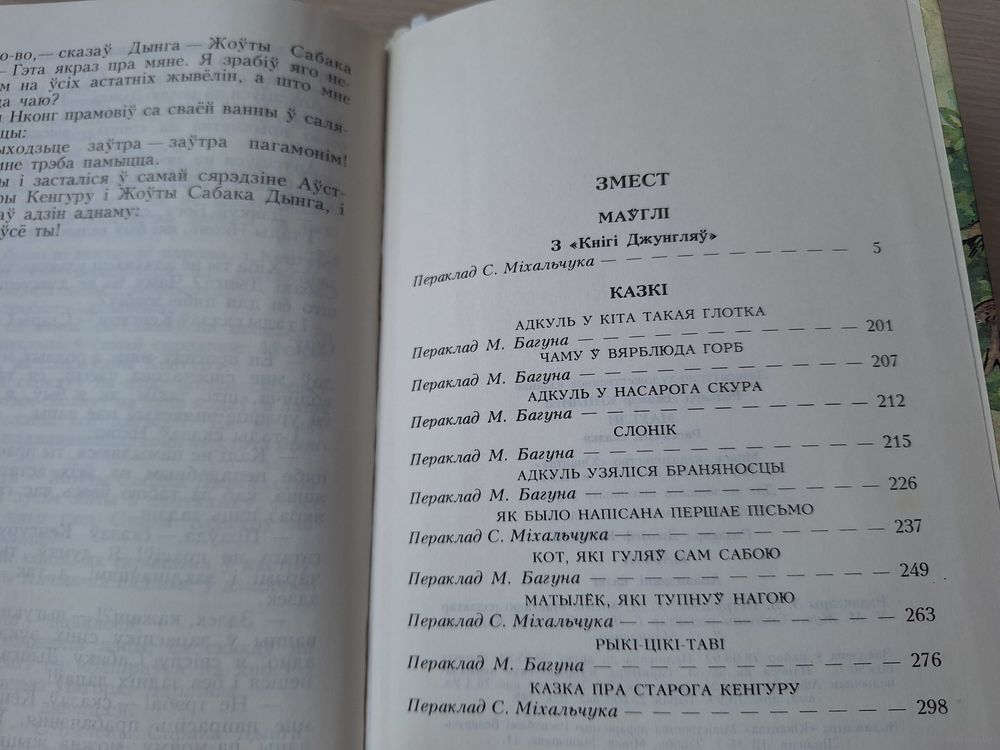 о-во,— сказаў Дынга — Жоўты Сабака
— Гэта якраз пра мяне. Я зрабіў яго не-
м на ўсіх астатніх жывёлін, а што мне
да чаю?
і Нконг прамовіў са сваёй ванны ў саля-
цы:
ыходзьце заўтра — заўтра пагамонім!
мне трэба памыцца.
ы і засталіся ў самай сярэдзіне Аўст-
ры Кенгуру і Жоўты Сабака Дынга, і
аў адзін аднаму:
ўсё ты!
ЗМЕСТ
МАЎГЛІ
З «Кнігі Джунгляў»
Пераклад С. Міхальчука — — — — — — — — 5
КАЗКІ
АДКУЛЬ У КІТА ТАКАЯ ГЛОТКА
Пераклад М. Багуна — — — — — — — — — 201
ЧАМУ Ў ВЯРБЛЮДА ГОРБ
Пераклад М. Багуна — — — — — — — — — 207
АДКУЛЬ У НАСАРОГА СКУРА
Пераклад М. Багуна — — — — — — — — — 212
СЛОНІК
Пераклад М. Багуна — — — — — — — — — 215
АДКУЛЬ УЗЯЛІСЯ БРАНЯНОСЦЫ
Пераклад М. Багуна — — — — — — — — — 226
ЯК БЫЛО НАПІСАНА ПЕРШАЕ ПІСЬМО
Пераклад С. Міхальчука — — — — — — — — 237
КОТ, ЯКІ ГУЛЯЎ САМ САБОЮ
Пераклад М. Багуна — — — — — — — — — 249
МАТЫЛЁК, ЯКІ ТУПНУЎ НАГОЮ
Пераклад С. Міхальчука — — — — — — — — 263
РЫКІ-ЦІКІ-ТАВІ
Пераклад М. Багуна — — — — — — — — — 276
КАЗКА ПРА СТАРОГА КЕНГУРУ
Пераклад С. Міхальчука — — — — — — — — 298